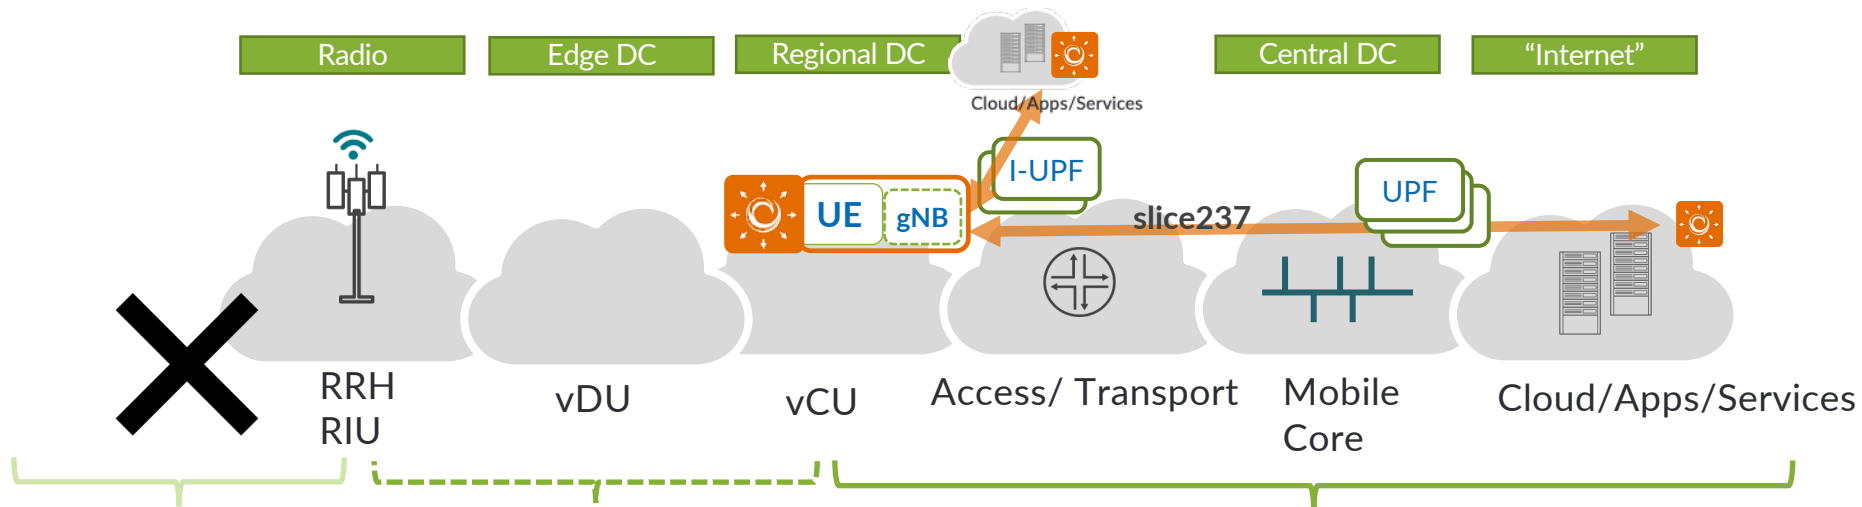 Radio
Edge DC
Regional DC
Central DC
“Internet”
Cloud/Apps/Services
I-UPF
UPF
UE
gNB
slice237
RRH
RIU
vDU
vCU
Access/ Transport
Mobile
Core
Cloud/Apps/Services